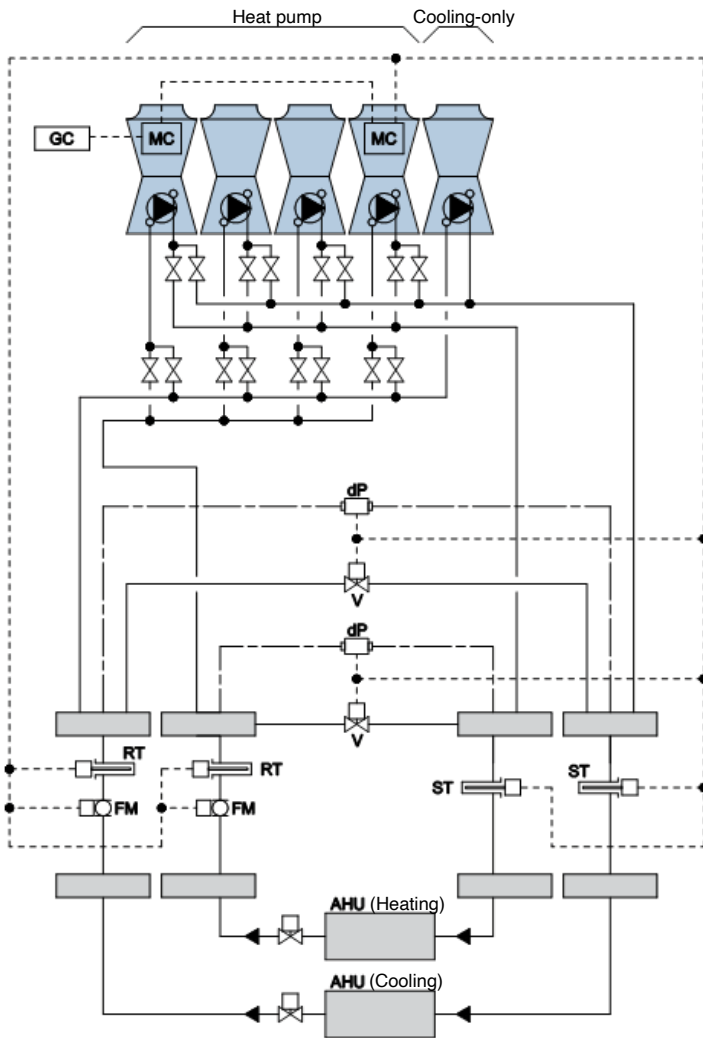 Heat pump
Cooling-only
GC
MC
MC
dP
V
dP
V
RT
RT
ST
ST
FM
FM
AHU (Heating)
AHU (Cooling)